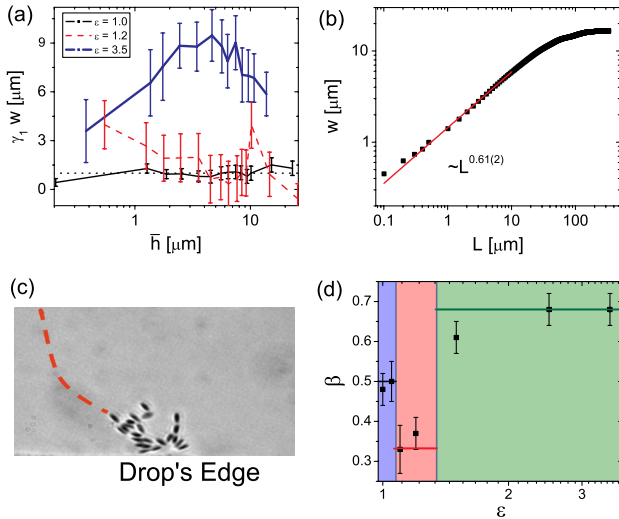 (a)
ε = 1.0
ε = 1.2
ε = 3.5
γ₁ w [μm]
9
6
3
0
1
10
h̅ [μm]
(b)
w [μm]
10
1
~L^0.61(2)
0.1
1
10
100
L [μm]
(c)
Drop's Edge
(d)
β
0.7
0.6
0.5
0.4
0.3
1
2
3
ε